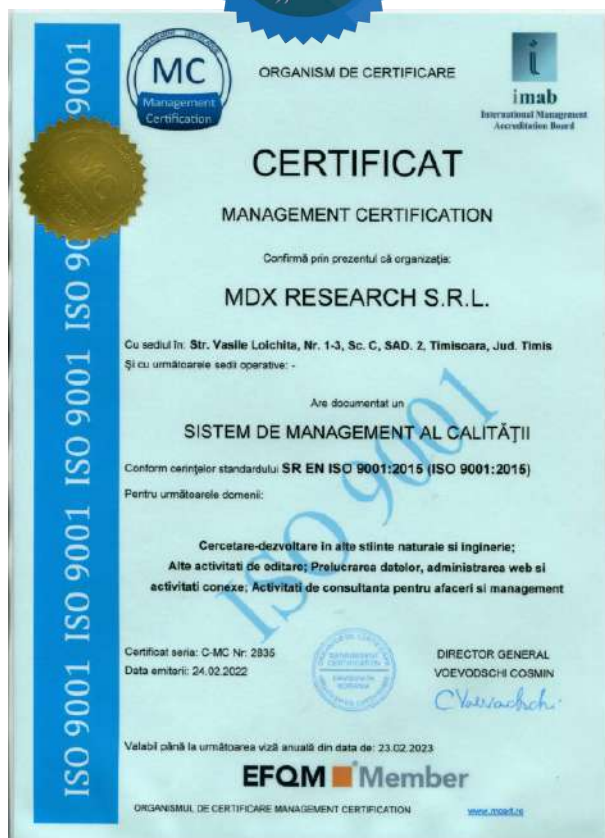 MC
Management
Certification
ORGANISM DE CERTIFICARE
i
imab
International Management
Accreditation Board
CERTIFICAT
MANAGEMENT CERTIFICATION
Confirmă prin prezentul că organizația:
MDX RESEARCH S.R.L.
Cu sediul în: Str. Vasile Loichita, Nr. 1-3, Sc. C, SAD. 2, Timisoara, Jud. Timis
Și cu următoarele sedii operative: -
Are documentat un
SISTEM DE MANAGEMENT AL CALITĂȚII
Conform cerințelor standardului SR EN ISO 9001:2015 (ISO 9001:2015)
Pentru următoarele domenii:
Cercetare-dezvoltare in alte stiinte naturale si inginerie;
Alte activitati de editare; Prelucrarea datelor, administrarea web si
activitati conexe; Activitati de consultanta pentru afaceri si management
ISO 9001
Certificat seria: C-MC Nr: 2835
Data emiterii: 24.02.2022
MANAGEMENT
CERTIFICATION
DIRECTOR GENERAL
VOEVODSCHI COSMIN
Valabil până la următoarea viză anuală din data de: 23.02.2023
EFQM Member
ORGANISMUL DE CERTIFICARE MANAGEMENT CERTIFICATION
ISO 9001 ISO 9001 ISO 9001 ISO 90 9001